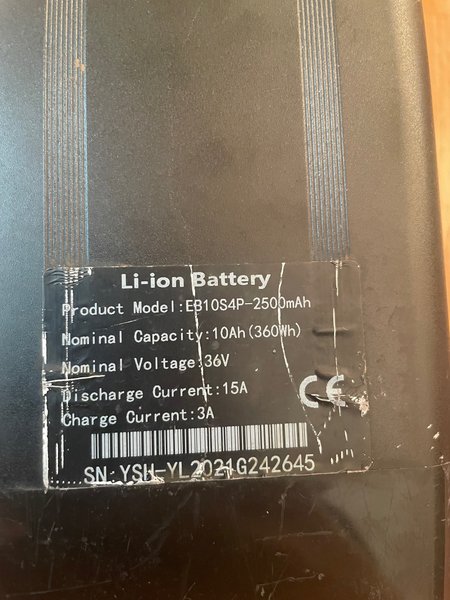 Li-ion Battery
Product Model:EB10S4P-2500mAh
Nominal Capacity:10Ah(360Wh)
Nominal Voltage:36V
Discharge Current:15A
Charge Current:3A
CE
SN:YSH-YL2021G242645